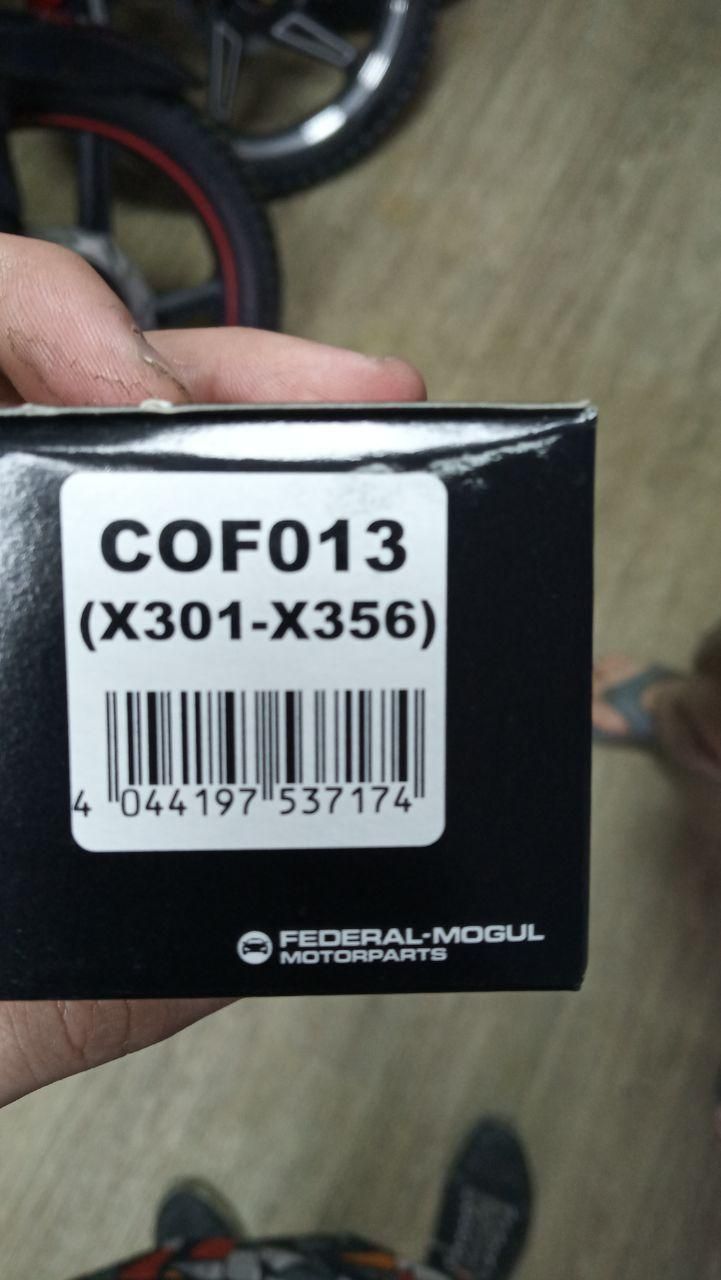 COF013
(X301-X356)
4 044197 537174
FEDERAL-MOGUL
MOTORPARTS